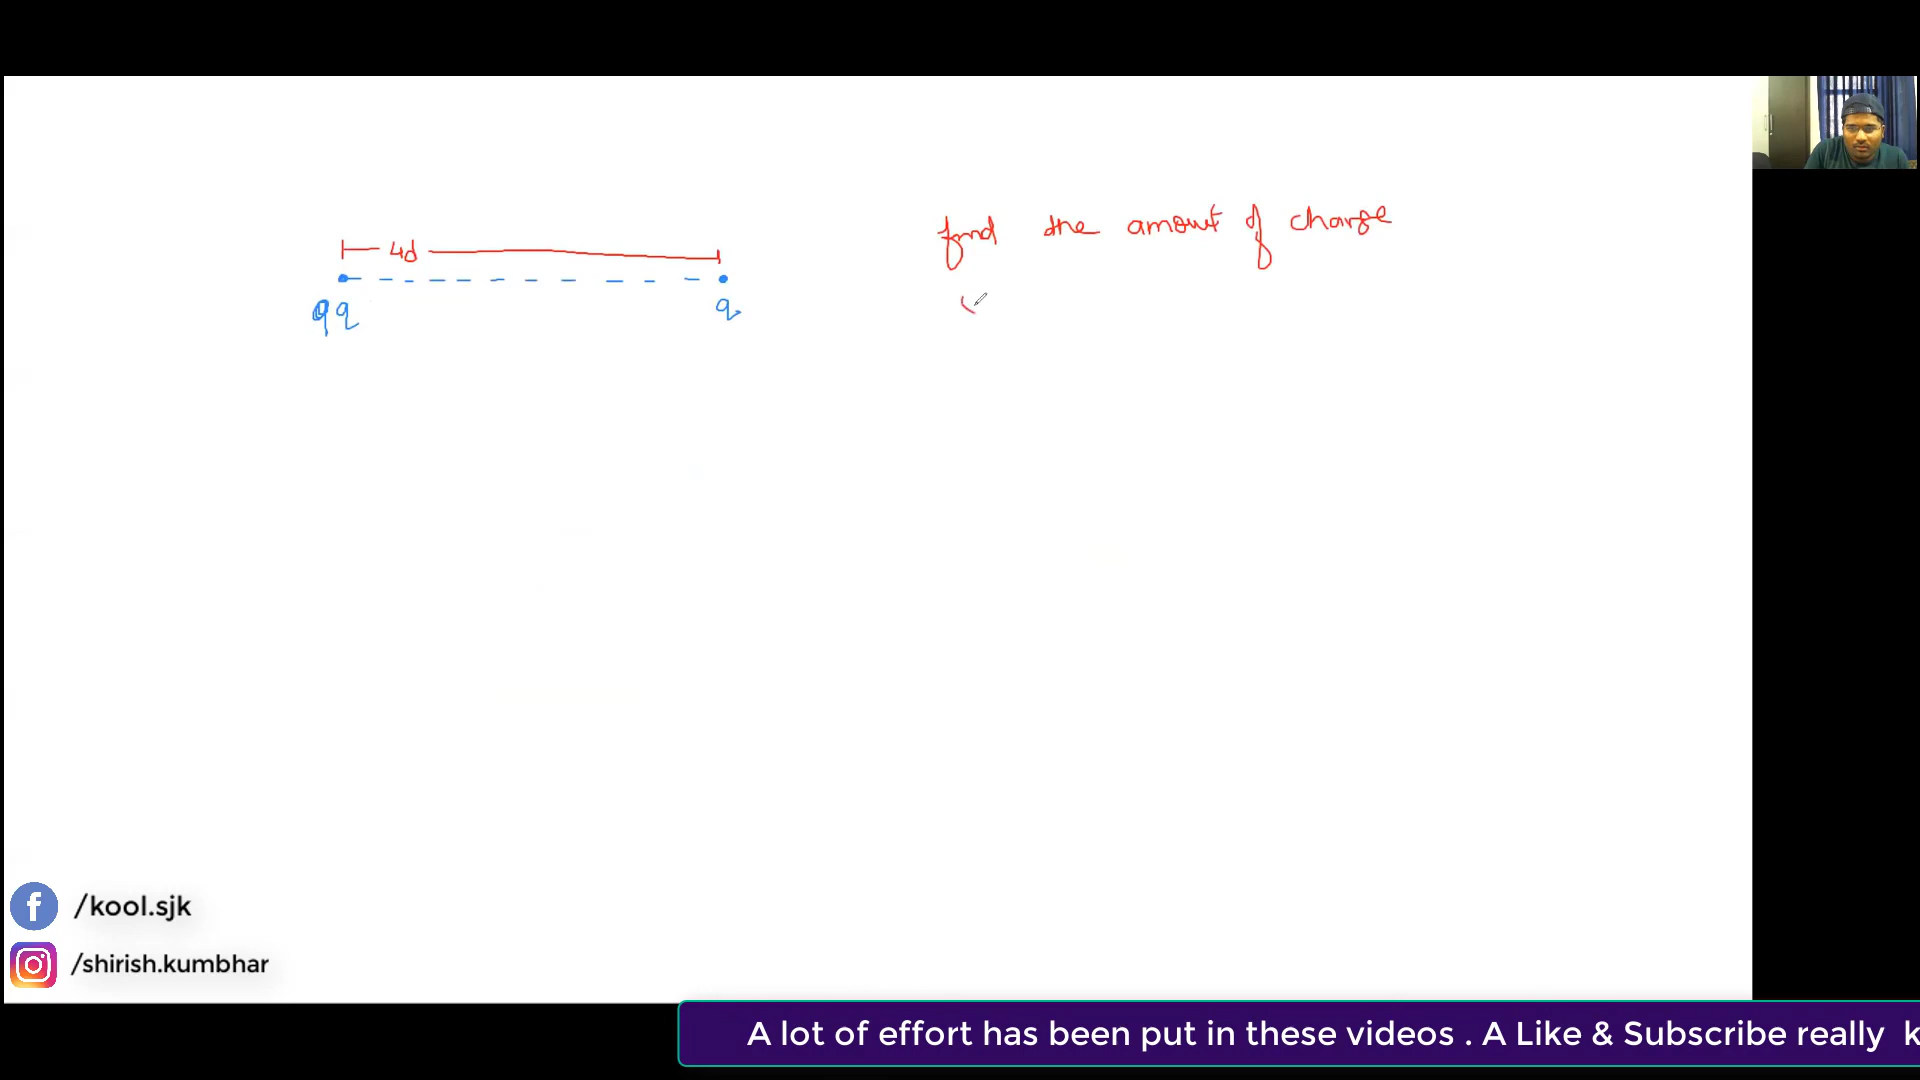 find the amount of charge
4d
9q q
/kool.sjk
/shirish.kumbhar
A lot of effort has been put in these videos . A Like & Subscribe really k